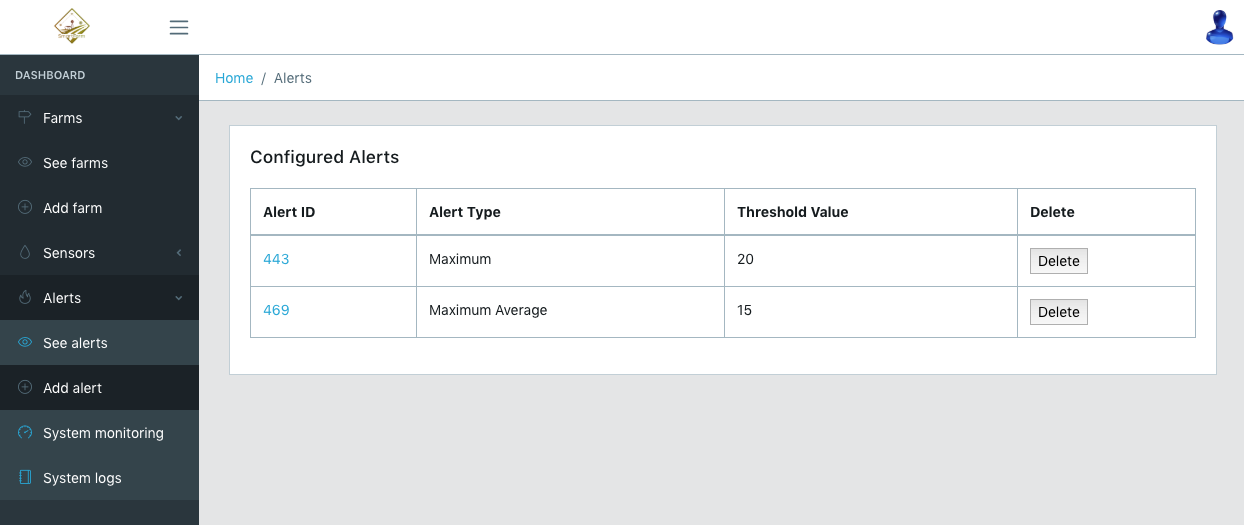 DASHBOARD
Farms
See farms
Add farm
Sensors
Alerts
See alerts
Add alert
System monitoring
System logs
Home / Alerts
Configured Alerts
Alert ID Alert Type Threshold Value Delete
443 Maximum 20 Delete
469 Maximum Average 15 Delete